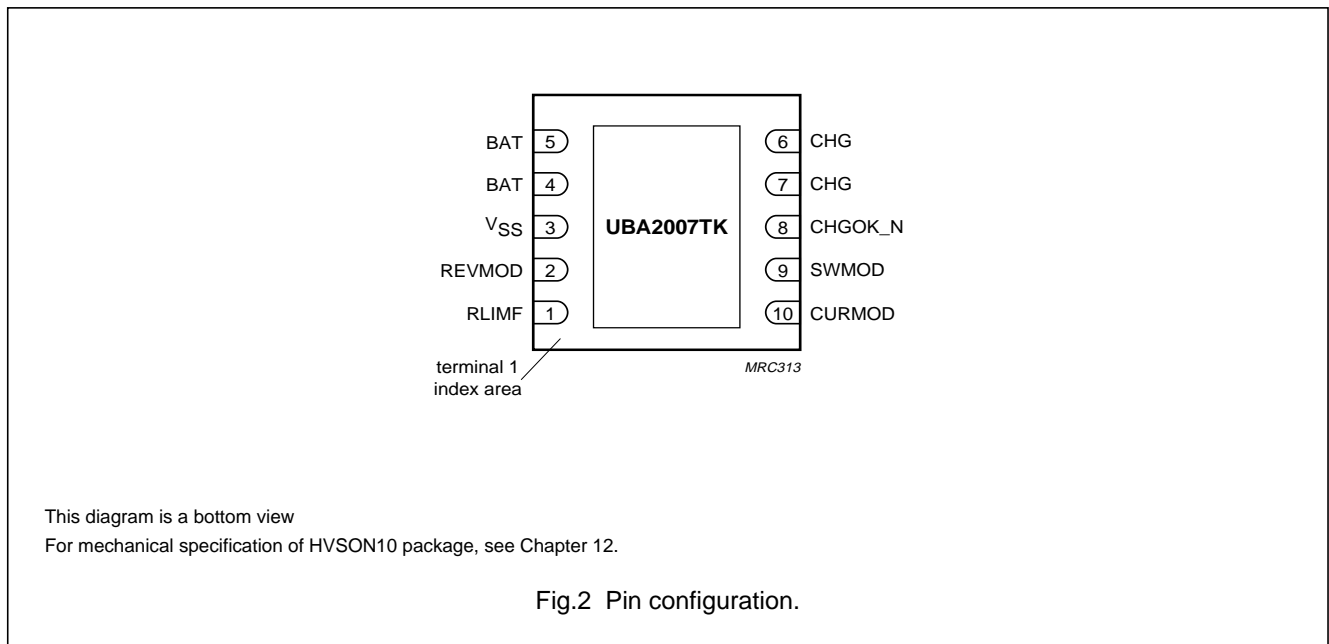 BAT 5
6 CHG
BAT 4
7 CHG
VSS 3
UBA2007TK
8 CHGOK_N
REVMOD 2
9 SWMOD
RLIMF 1
10 CURMOD
terminal 1
index area
MRC313
This diagram is a bottom view
For mechanical specification of HVSON10 package, see Chapter 12.
Fig.2 Pin configuration.